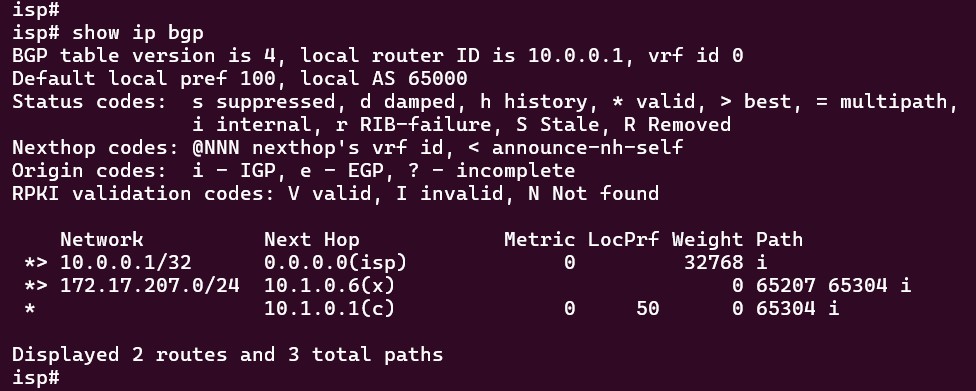 isp#
isp# show ip bgp
BGP table version is 4, local router ID is 10.0.0.1, vrf id 0
Default local pref 100, local AS 65000
Status codes:  s suppressed, d damped, h history, * valid, > best, = multipath,
               i internal, r RIB-failure, S Stale, R Removed
Nexthop codes: @NNN nexthop's vrf id, < announce-nh-self
Origin codes:  i - IGP, e - EGP, ? - incomplete
RPKI validation codes: V valid, I invalid, N Not found
    Network          Next Hop            Metric LocPrf Weight Path
 *> 10.0.0.1/32      0.0.0.0(isp)             0         32768 i
 *> 172.17.207.0/24  10.1.0.6(x)                            0 65207 65304 i
 *                   10.1.0.1(c)              0     50      0 65304 i
Displayed 2 routes and 3 total paths
isp#